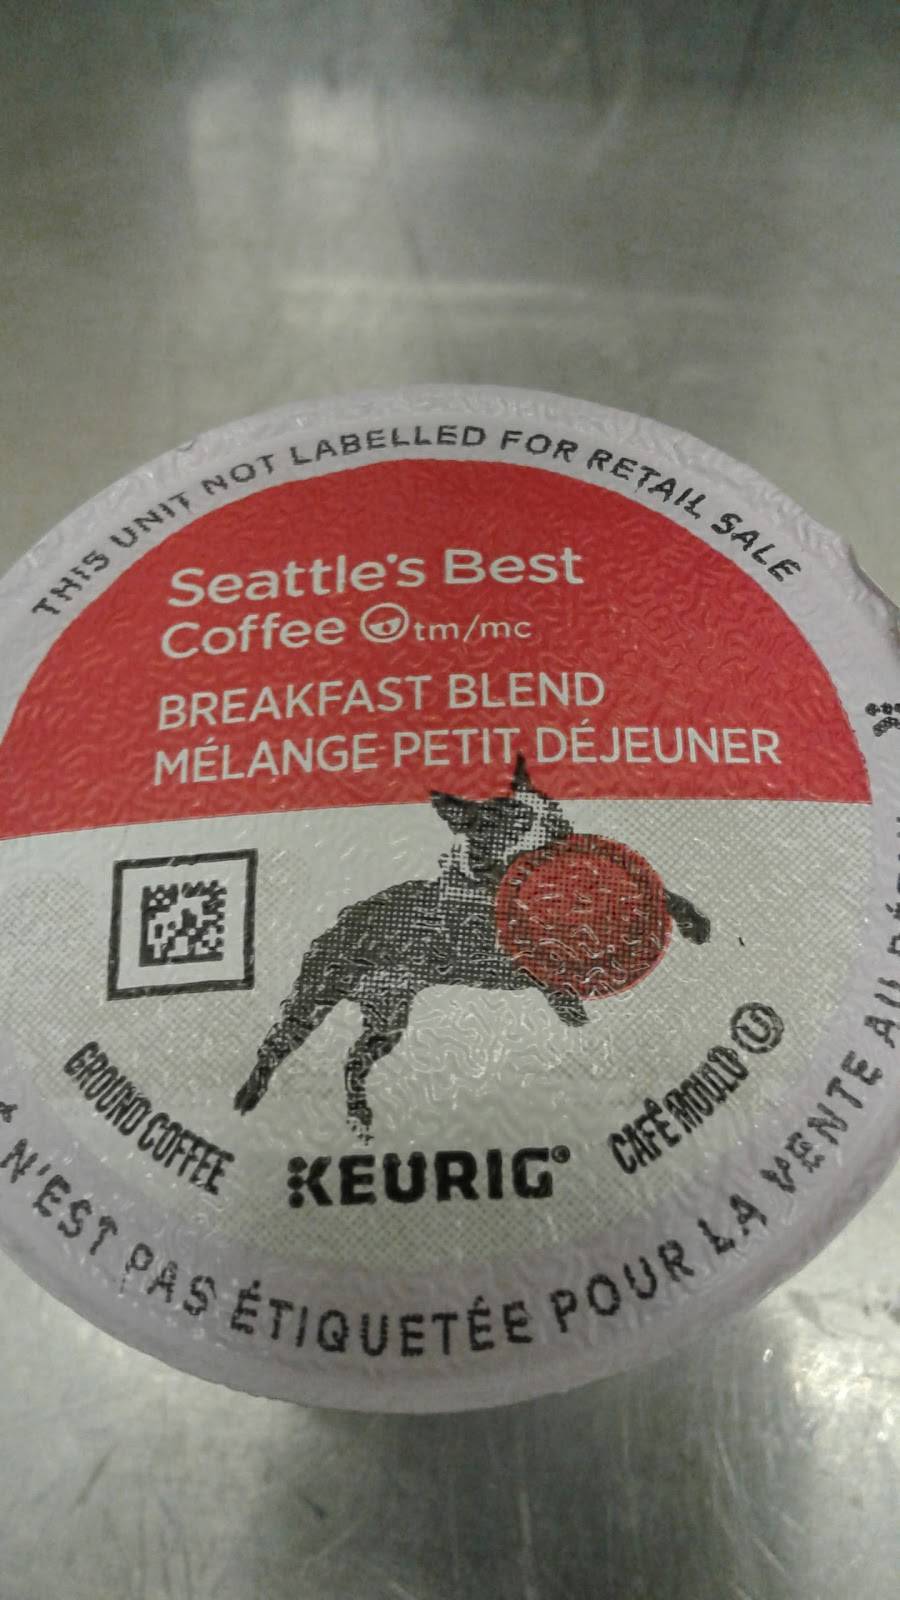 THIS UNIT NOT LABELLED FOR RETAIL SALE
Seattle's Best
Coffee tm/mc
BREAKFAST BLEND
MÉLANGE PETIT DÉJEUNER
GROUND COFFEE
KEURIG®
CAFÉ MOULU U
N'EST PAS ÉTIQUETÉE POUR LA VENTE AU